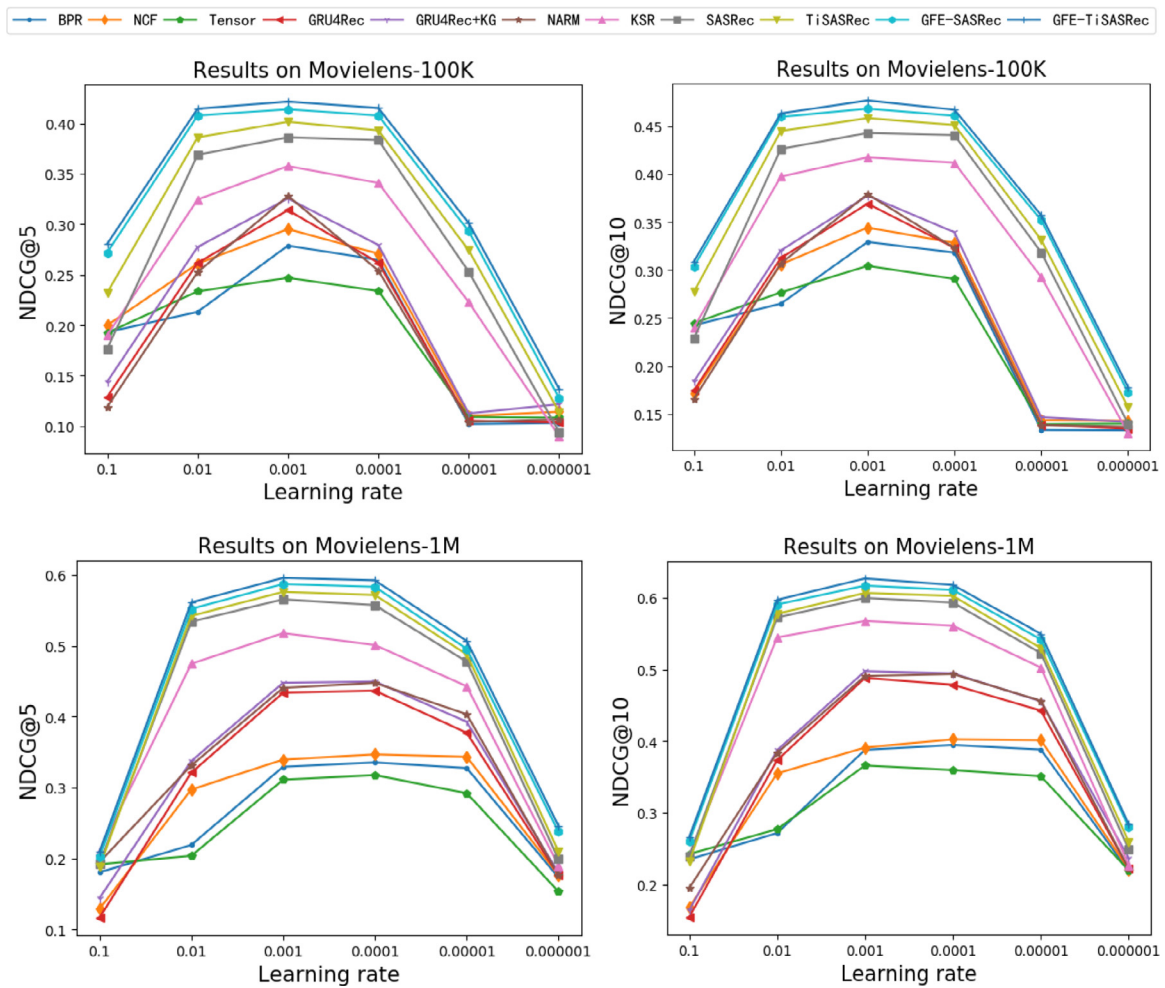 BPR NCF Tensor GRU4Rec GRU4Rec+KG NARM KSR SASRec TiSASRec GFE-SASRec GFE-TiSASRec
Results on Movielens-100K
NDCG@5
0.40
0.35
0.30
0.25
0.20
0.15
0.10
0.1 0.01 0.001 0.0001 0.00001 0.000001
Learning rate
Results on Movielens-100K
NDCG@10
0.45
0.40
0.35
0.30
0.25
0.20
0.15
0.1 0.01 0.001 0.0001 0.00001 0.000001
Learning rate
Results on Movielens-1M
NDCG@5
0.6
0.5
0.4
0.3
0.2
0.1
0.1 0.01 0.001 0.0001 0.00001 0.000001
Learning rate
Results on Movielens-1M
NDCG@10
0.6
0.5
0.4
0.3
0.2
0.1 0.01 0.001 0.0001 0.00001 0.000001
Learning rate